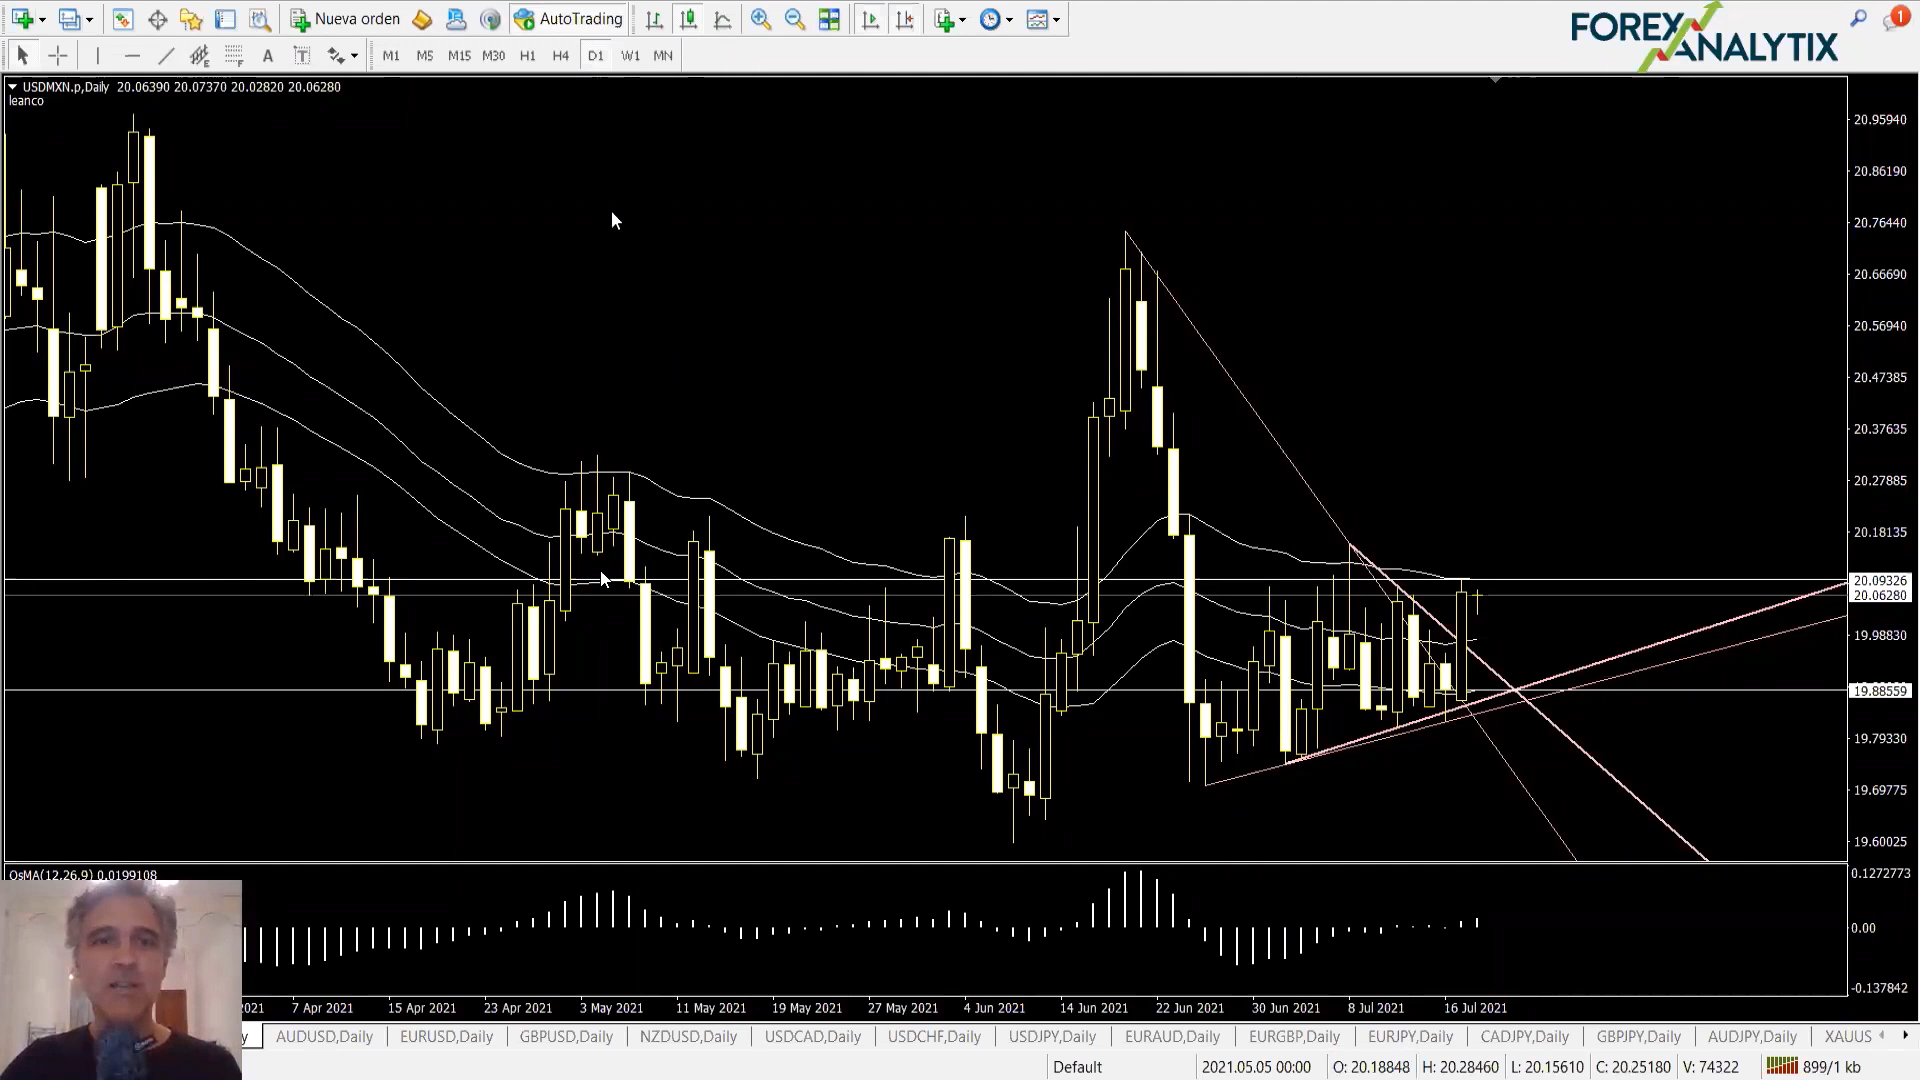 Nueva orden
AutoTrading
FOREX
ANALYTIX
1
A
T
M1 M5 M15 M30 H1 H4 D1 W1 MN
USDMXN.p,Daily 20.06390 20.07370 20.02820 20.06280
leanco
20.95940
20.86190
20.76440
20.66690
20.56940
20.47385
20.37635
20.27885
20.18135
20.09326
20.06280
19.98830
19.88559
19.79330
19.69775
19.60025
OsMA(12,26,9) 0.0199108
0.1272773
0.00
-0.137842
2021 7 Apr 2021 15 Apr 2021 23 Apr 2021 3 May 2021 11 May 2021 19 May 2021 27 May 2021 4 Jun 2021 14 Jun 2021 22 Jun 2021 30 Jun 2021 8 Jul 2021 16 Jul 2021
AUDUSD,Daily EURUSD,Daily GBPUSD,Daily NZDUSD,Daily USDCAD,Daily USDCHF,Daily USDJPY,Daily EURAUD,Daily EURGBP,Daily EURJPY,Daily CADJPY,Daily GBPJPY,Daily AUDJPY,Daily XAUUS
Default 2021.05.05 00:00 O: 20.18848 H: 20.28460 L: 20.15610 C: 20.25180 V: 74322 899/1 kb